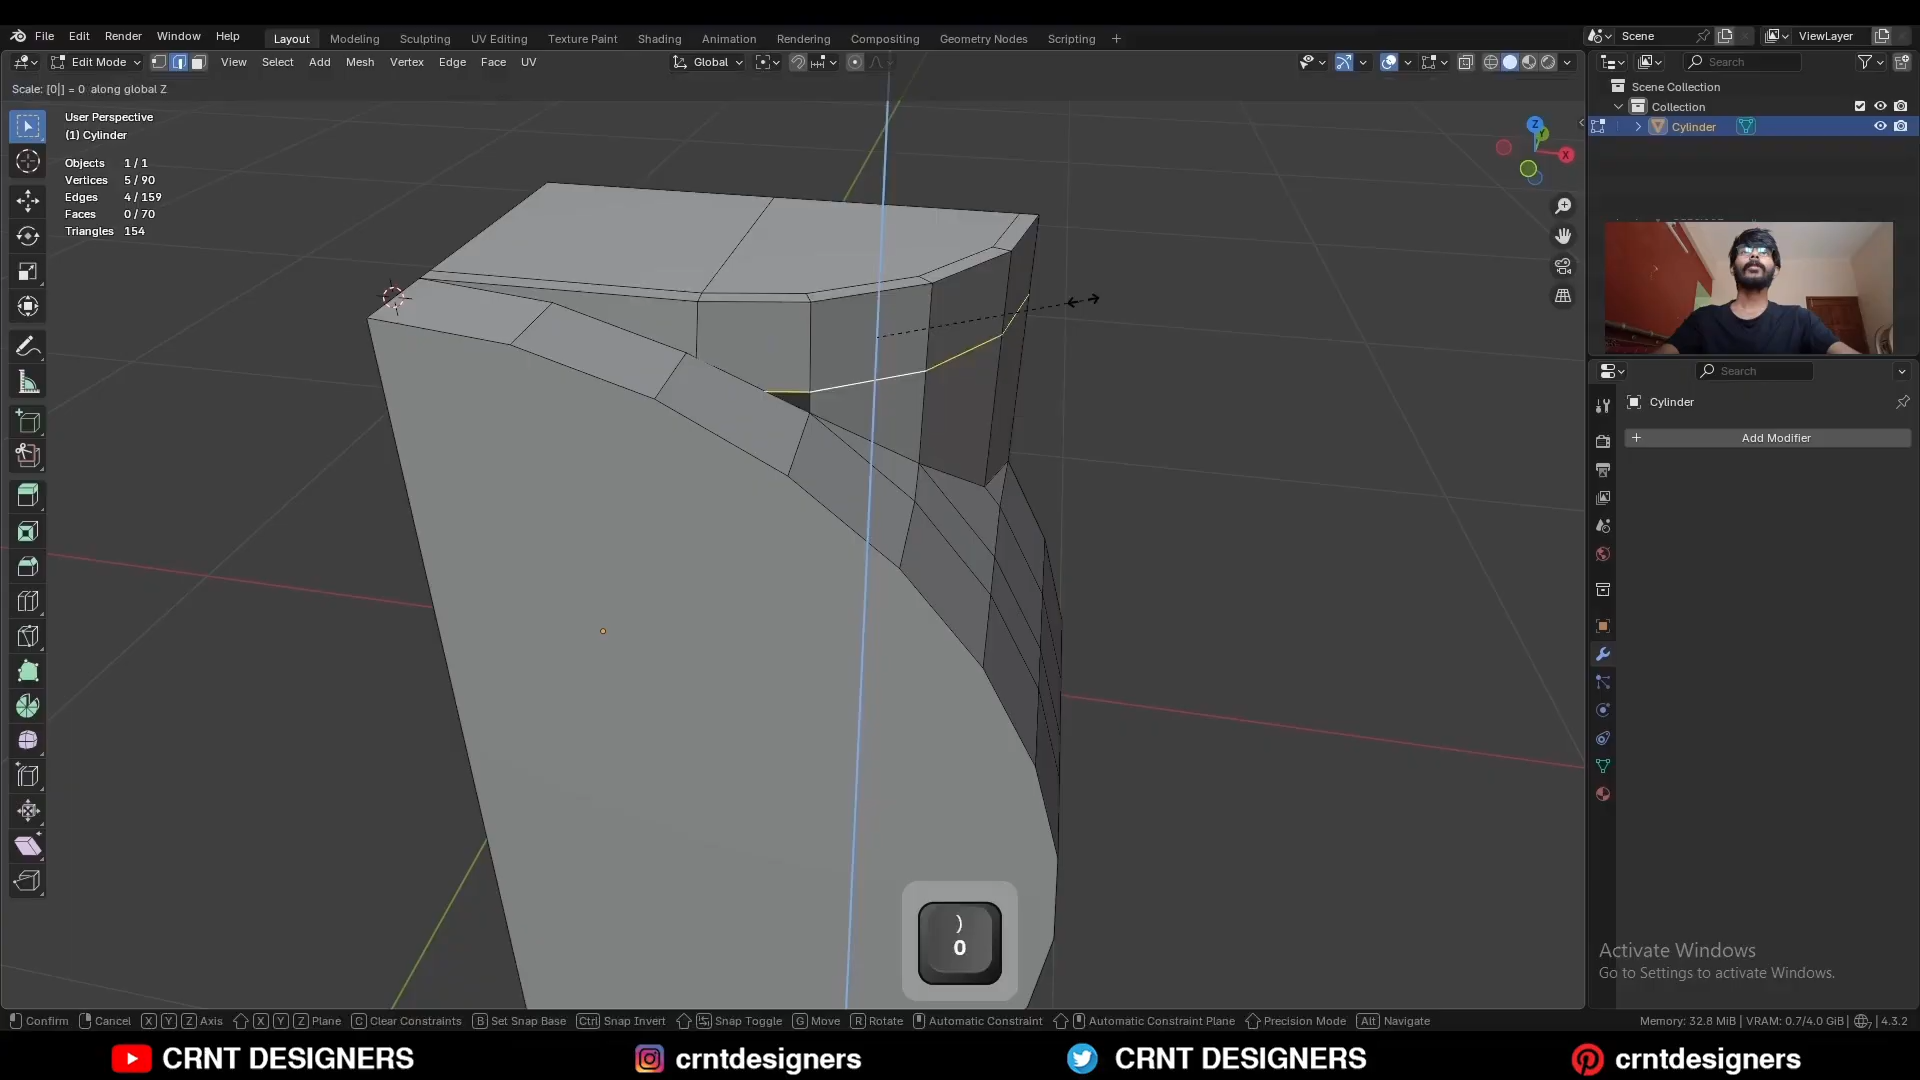 File Edit Render Window Help Layout Modeling Sculpting UV Editing Texture Paint Shading Animation Rendering Compositing Geometry Nodes Scripting + Scene ViewLayer
Edit Mode View Select Add Mesh Vertex Edge Face UV Global Search
Scale: [0|] = 0 along global Z
Scene Collection
Collection
Cylinder
User Perspective
(1) Cylinder
Objects 1 / 1
Vertices 5 / 90
Edges 4 / 159
Faces 0 / 70
Triangles 154
Z
Y
X
Search
Cylinder
+ Add Modifier
)
0
Activate Windows
Go to Settings to activate Windows.
Confirm Cancel X Y Z Axis X Y Z Plane C Clear Constraints B Set Snap Base Ctrl Snap Invert Snap Toggle G Move R Rotate Automatic Constraint Automatic Constraint Plane Precision Mode Alt Navigate Memory: 32.8 MiB | VRAM: 0.7/4.0 GiB | 7 | 4.3.2
CRNT DESIGNERS crntdesigners CRNT DESIGNERS crntdesigners